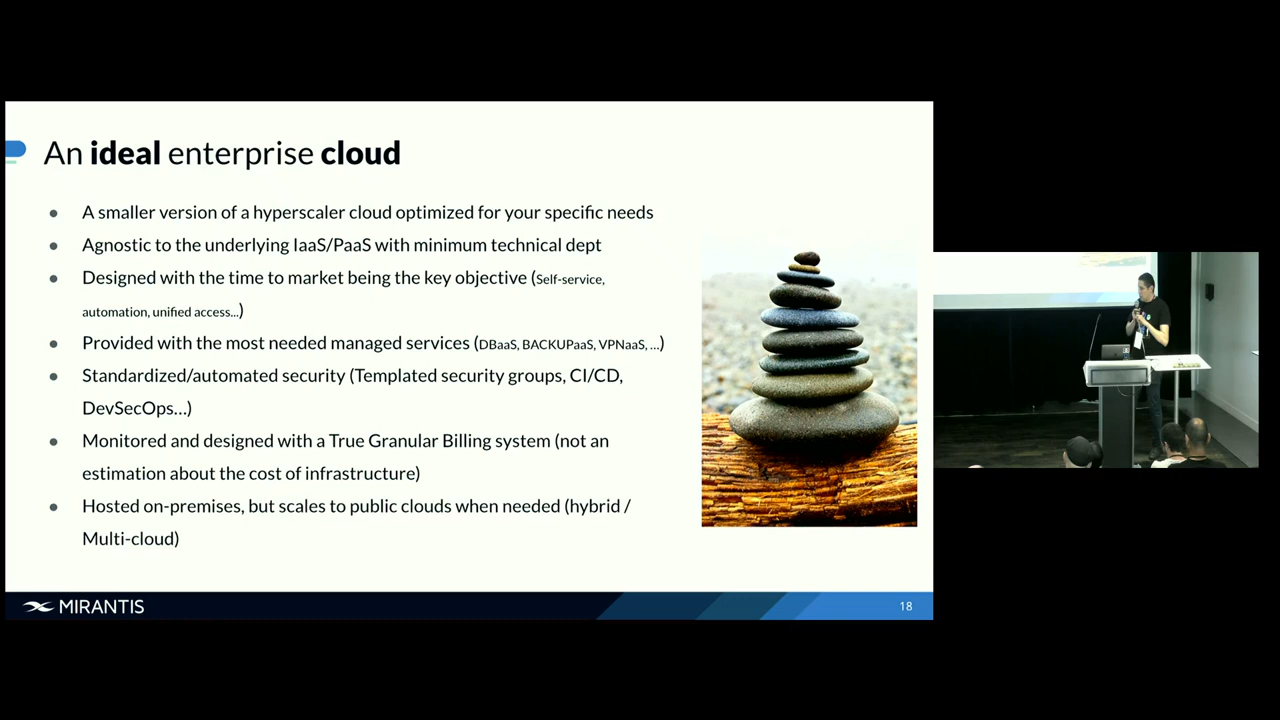 An ideal enterprise cloud
● A smaller version of a hyperscaler cloud optimized for your specific needs
● Agnostic to the underlying IaaS/PaaS with minimum technical dept
● Designed with the time to market being the key objective (Self-service,
automation, unified access...)
● Provided with the most needed managed services (DBaaS, BACKUPaaS, VPNaaS, ...)
● Standardized/automated security (Templated security groups, CI/CD,
DevSecOps...)
● Monitored and designed with a True Granular Billing system (not an
estimation about the cost of infrastructure)
● Hosted on-premises, but scales to public clouds when needed (hybrid /
Multi-cloud)
MIRANTIS
18